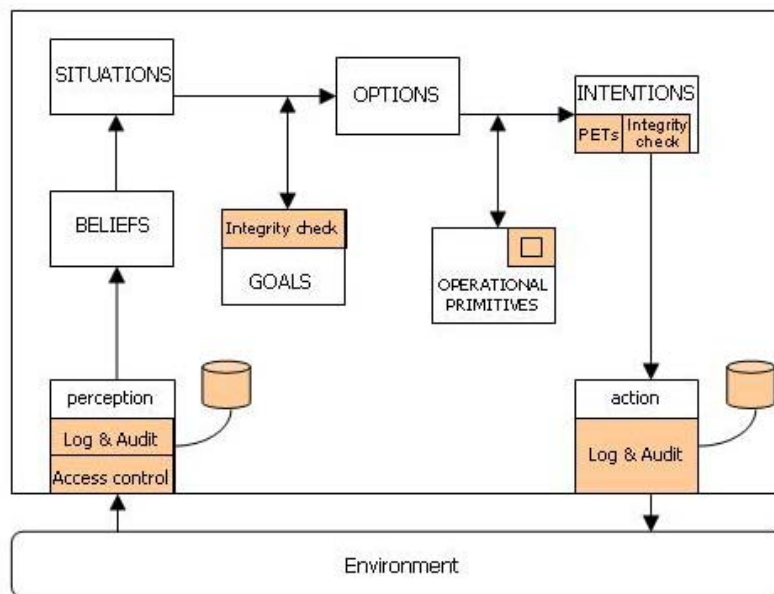 SITUATIONS
OPTIONS
INTENTIONS
PETs
Integrity
check
BELIEFS
Integrity check
GOALS
OPERATIONAL
PRIMITIVES
perception
Log & Audit
Access control
action
Log & Audit
Environment